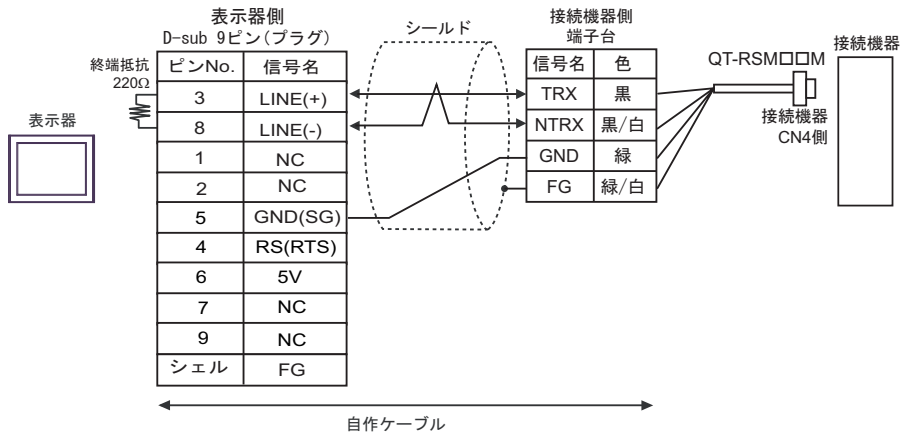 表示器側
D-sub 9ピン(プラグ)
シールド
接続機器側
端子台
QT-RSM□□M
接続機器
終端抵抗
220Ω
ピンNo. 信号名
信号名 色
3 LINE(+)
TRX 黒
接続機器
CN4側
表示器
8 LINE(-)
NTRX 黒/白
1 NC
GND 緑
2 NC
FG 緑/白
5 GND(SG)
4 RS(RTS)
6 5V
7 NC
9 NC
シェル FG
自作ケーブル